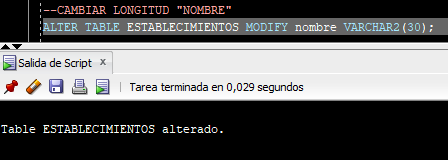 --CAMBIAR LONGITUD "NOMBRE"
ALTER TABLE ESTABLECIMIENTOS MODIFY nombre VARCHAR2(30);
Salida de Script x
Tarea terminada en 0,029 segundos
Table ESTABLECIMIENTOS alterado.